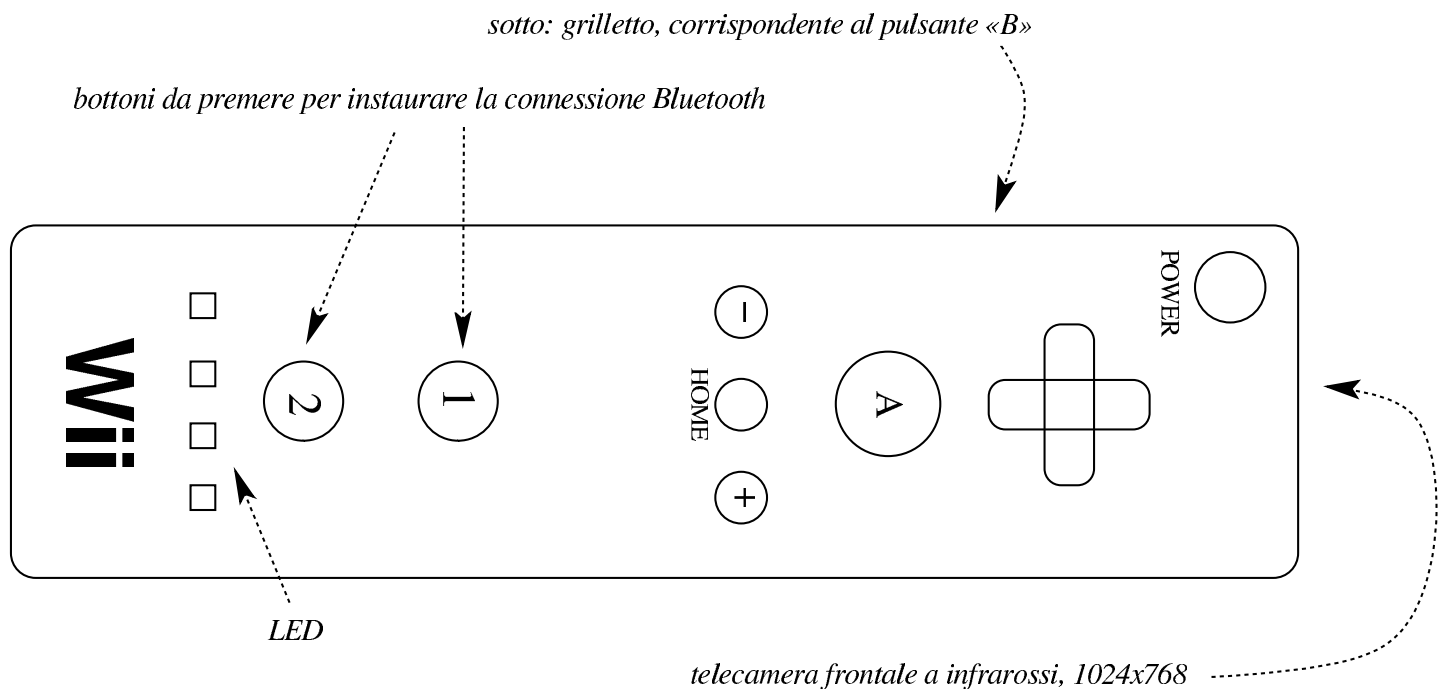 sotto: grilletto, corrispondente al pulsante «B»
bottoni da premere per instaurare la connessione Bluetooth
POWER
Wii
2
1
HOME
−
+
A
LED
telecamera frontale a infrarossi, 1024x768